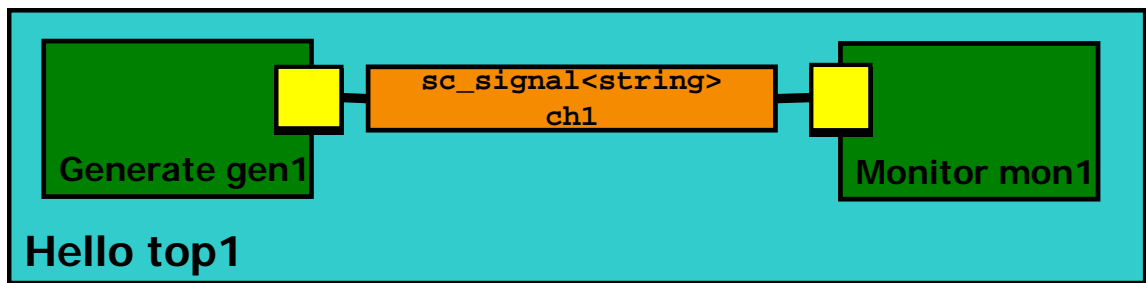 sc_signal<string>
ch1
Generate gen1
Monitor mon1
Hello top1